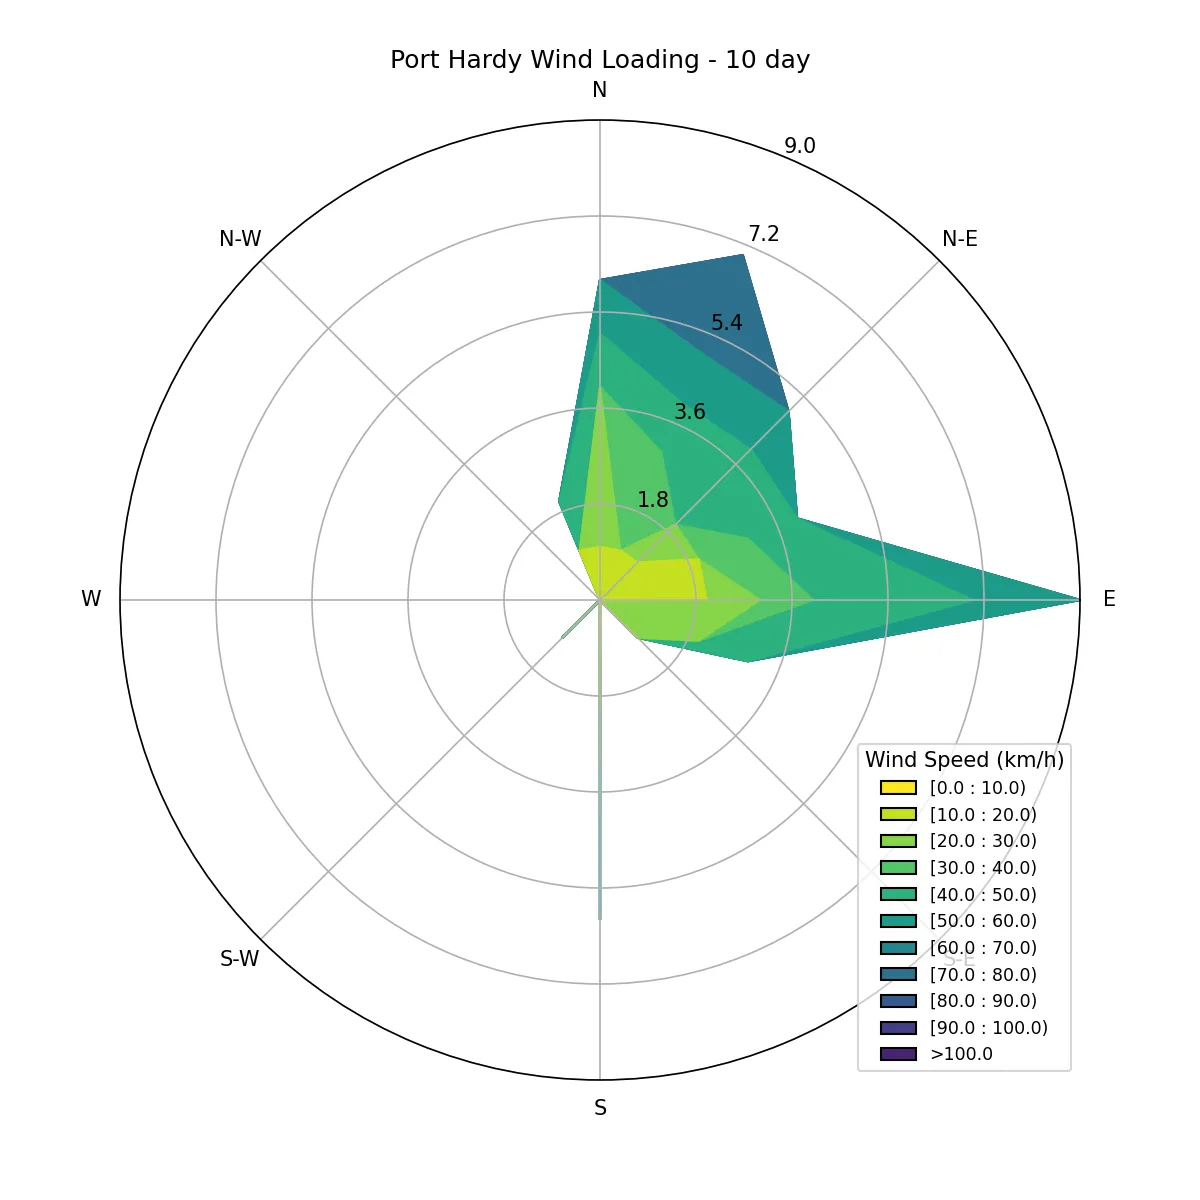 Port Hardy Wind Loading - 10 day
N
9.0
7.2
N-W
N-E
5.4
3.6
1.8
W
E
S-W
S-E
S
Wind Speed (km/h)
[0.0 : 10.0)
[10.0 : 20.0)
[20.0 : 30.0)
[30.0 : 40.0)
[40.0 : 50.0)
[50.0 : 60.0)
[60.0 : 70.0)
[70.0 : 80.0)
[80.0 : 90.0)
[90.0 : 100.0)
>100.0